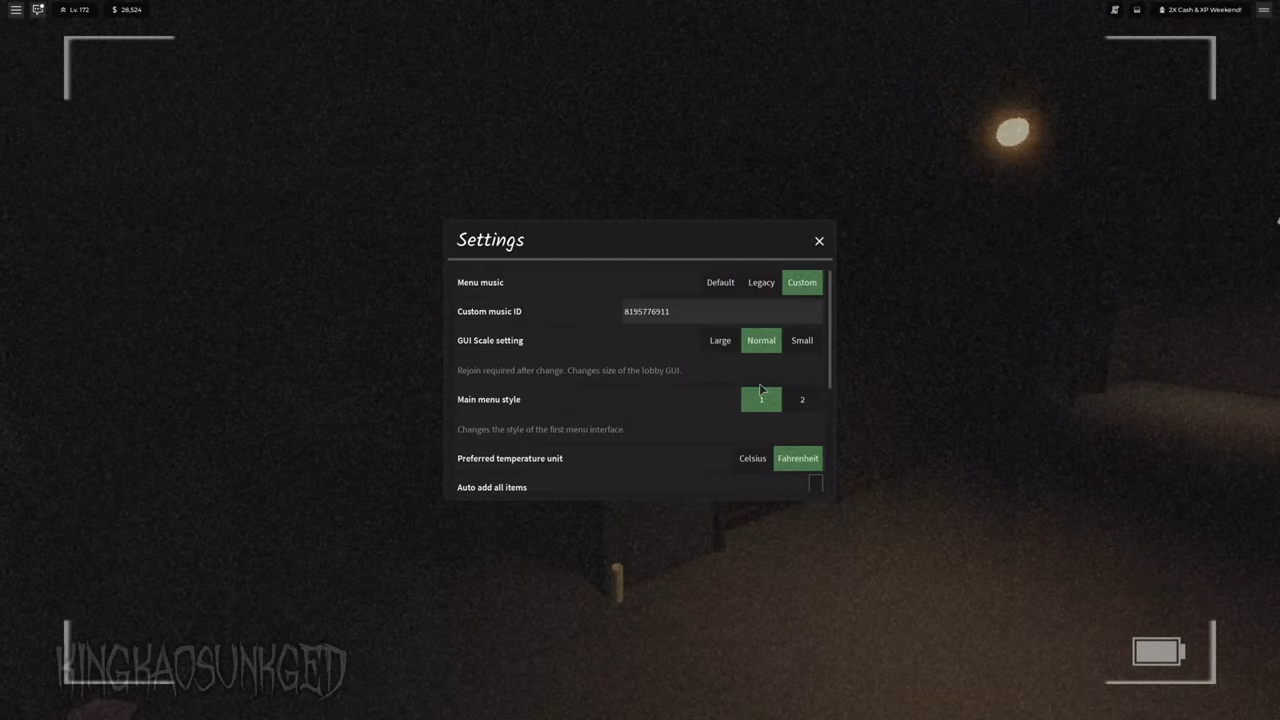 Lv. 172
$ 28,524
2X Cash & XP Weekend!
Settings
Menu music Default Legacy Custom
Custom music ID 8195776911
GUI Scale setting Large Normal Small
Rejoin required after change. Changes size of the lobby GUI.
Main menu style 1 2
Changes the style of the first menu interface.
Preferred temperature unit Celsius Fahrenheit
Auto add all items
KINGKAOSUNKGED